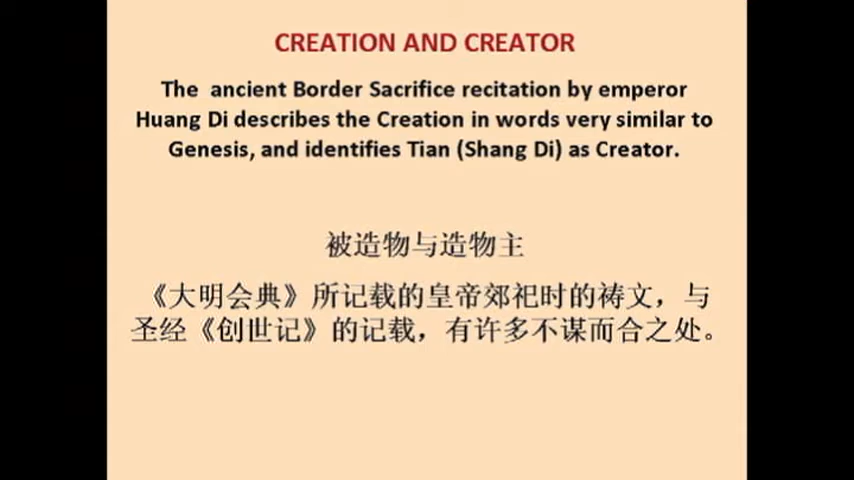 CREATION AND CREATOR
The ancient Border Sacrifice recitation by emperor
Huang Di describes the Creation in words very similar to
Genesis, and identifies Tian (Shang Di) as Creator.
被造物与造物主
《大明会典》所记载的皇帝郊祀时的祷文，与
圣经《创世记》的记载，有许多不谋而合之处。